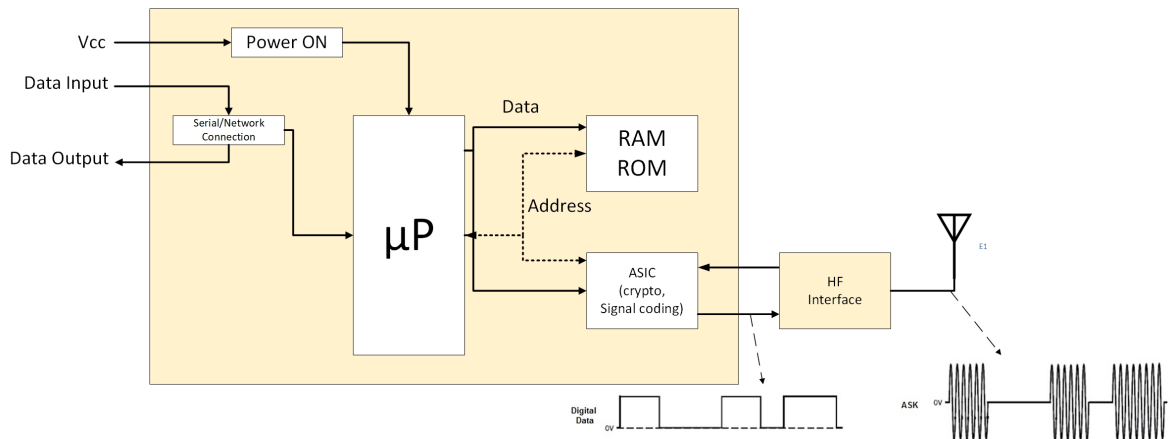 Vcc
Power ON
Data Input
Serial/Network
Connection
Data Output
Data
RAM
ROM
Address
µP
E1
ASIC
(crypto,
Signal coding)
HF
Interface
Digital
Data
0V
ASK
0V